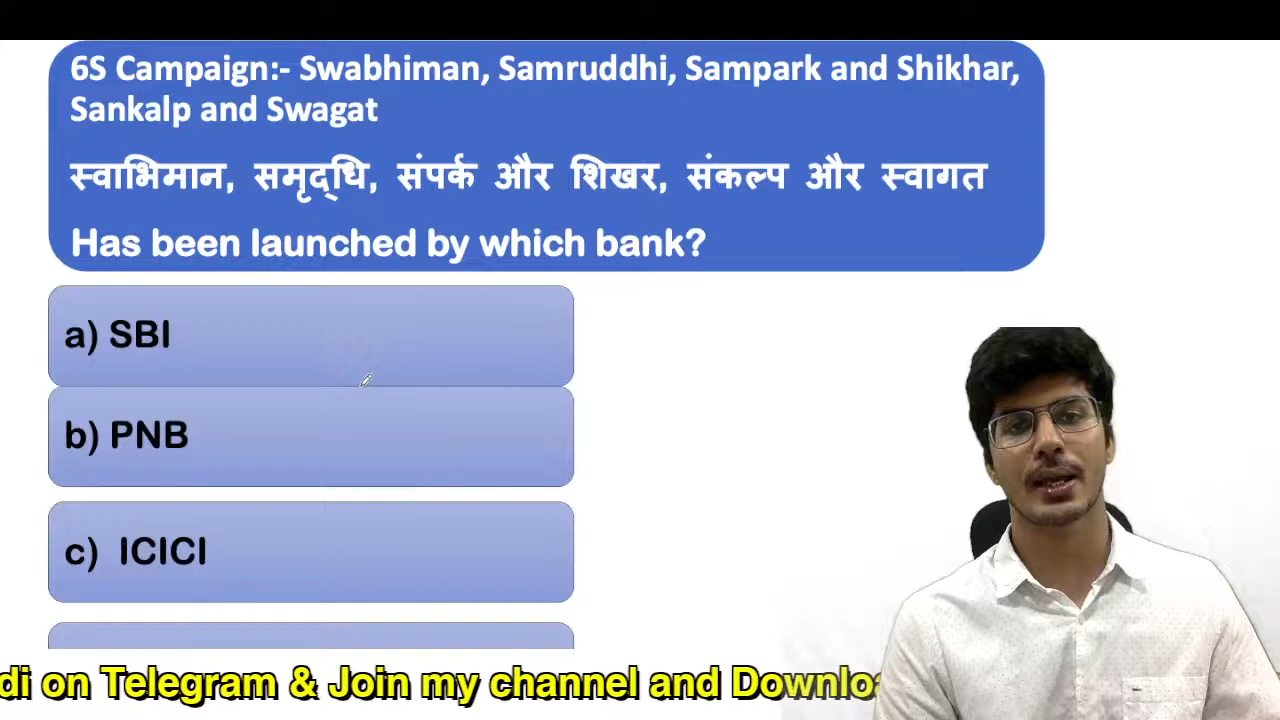 6S Campaign:- Swabhiman, Samruddhi, Sampark and Shikhar,
Sankalp and Swagat
स्वाभिमान, समृद्धि, संपर्क और शिखर, संकल्प और स्वागत
Has been launched by which bank?
a) SBI
b) PNB
c) ICICI
di on Telegram & Join my channel and Downloa